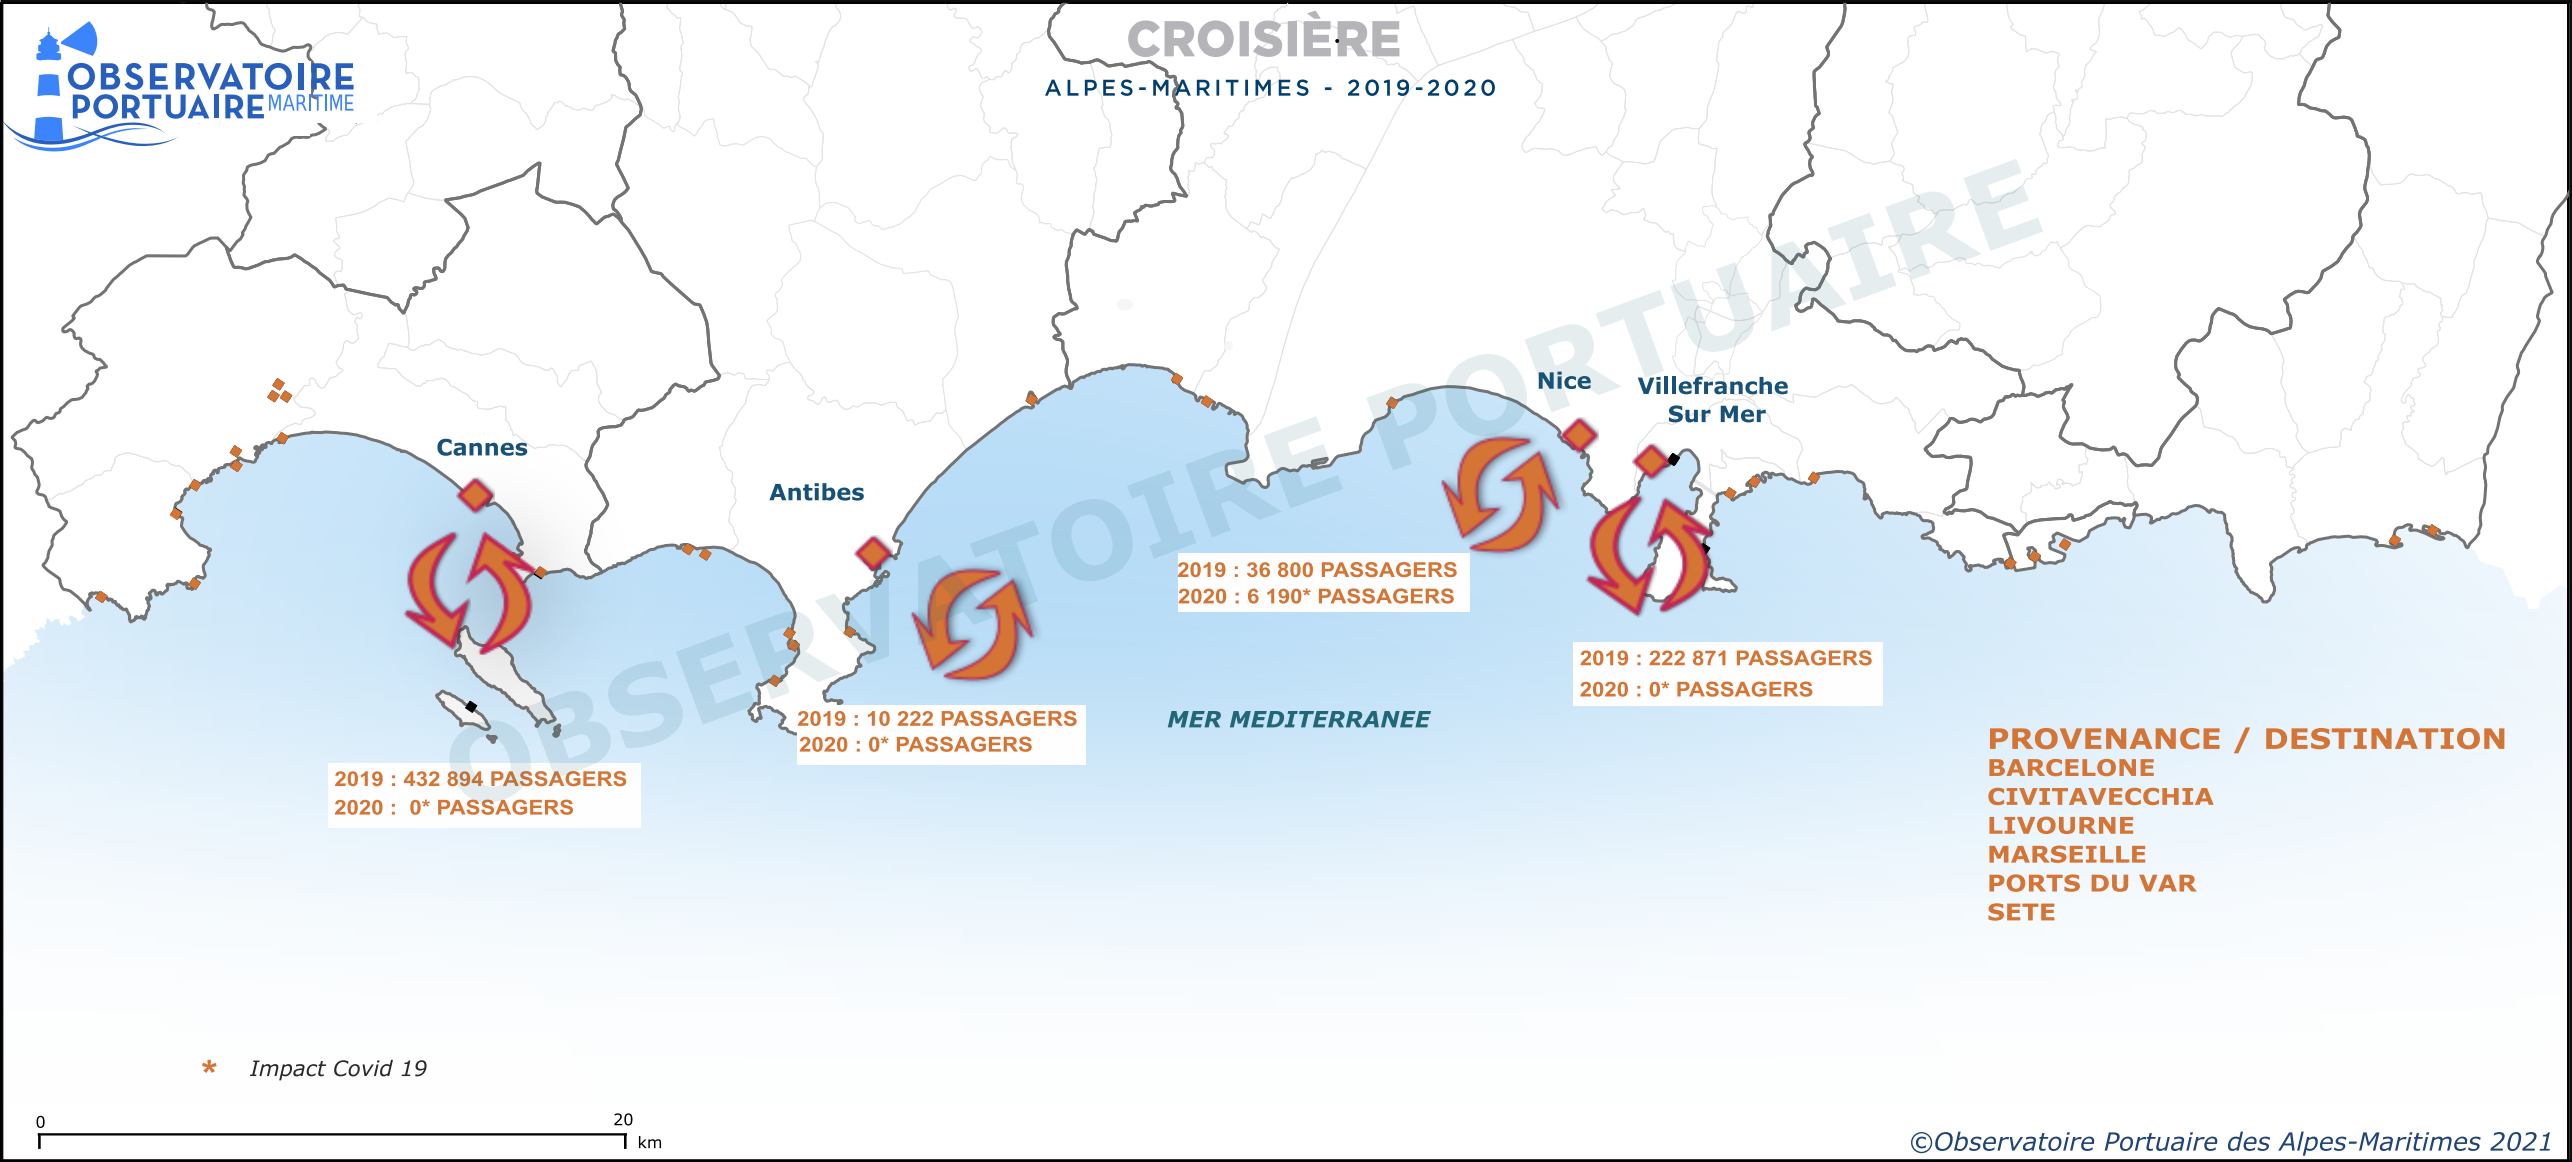 CROISIÈRE
ALPES-MARITIMES - 2019-2020
OBSERVATOIRE
PORTUAIRE MARITIME
OBSERVATOIRE PORTUAIRE
Nice
Villefranche
Sur Mer
Cannes
Antibes
2019 : 36 800 PASSAGERS
2020 : 6 190* PASSAGERS
2019 : 222 871 PASSAGERS
2020 : 0* PASSAGERS
2019 : 10 222 PASSAGERS
2020 : 0* PASSAGERS
MER MEDITERRANEE
2019 : 432 894 PASSAGERS
2020 : 0* PASSAGERS
PROVENANCE / DESTINATION
BARCELONE
CIVITAVECCHIA
LIVOURNE
MARSEILLE
PORTS DU VAR
SETE
* Impact Covid 19
0 20
km
©Observatoire Portuaire des Alpes-Maritimes 2021